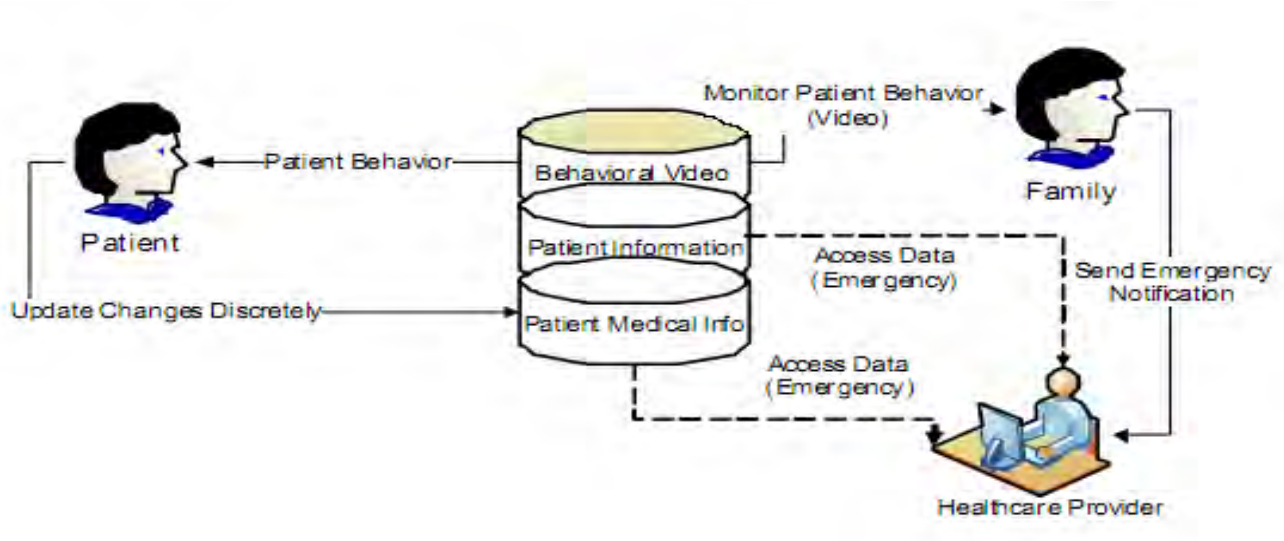 Monitor Patient Behavior
(Video)
Patient Behavior
Behavioral Video
Family
Patient
Patient Information
Access Data
(Emergency)
Send Emergency
Notification
Update Changes Discretely
Patient Medical Info
Access Data
(Emergency)
Healthcare Provider